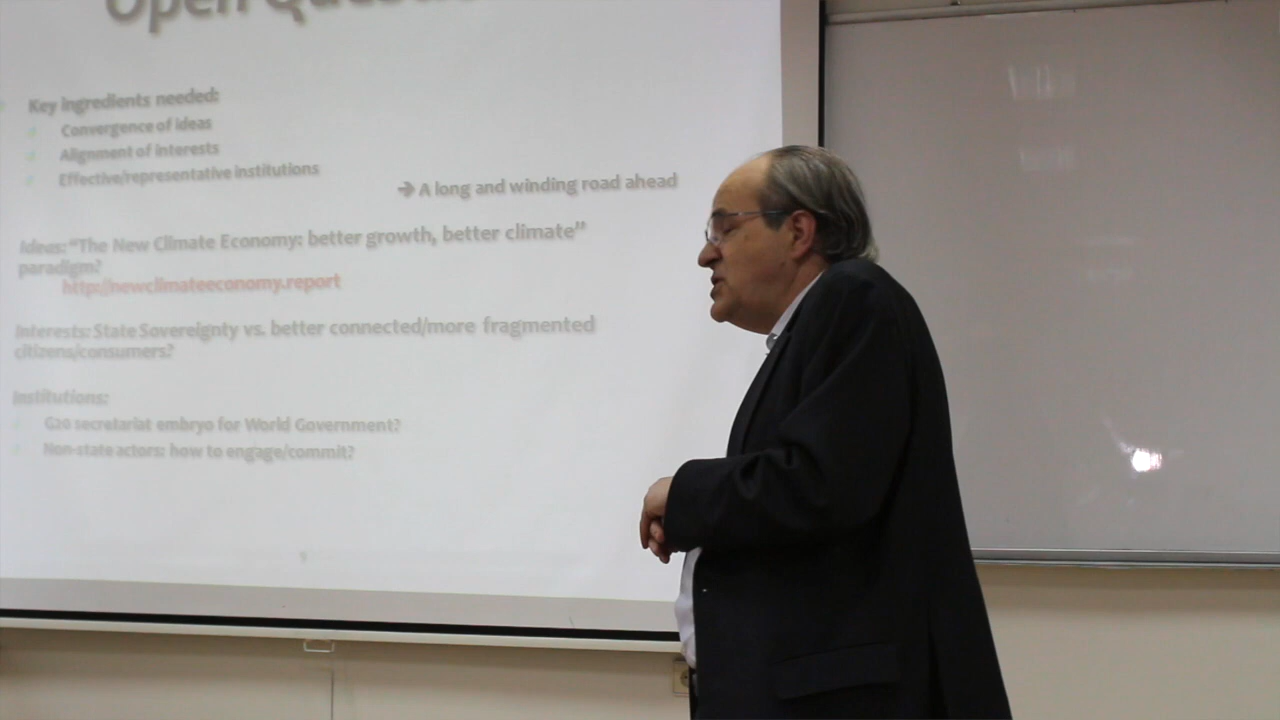 Open
Key ingredients needed:
Convergence of ideas
Alignment of interests
Effective/representative institutions
→ A long and winding road ahead
Ideas: “The New Climate Economy: better growth, better climate”
paradigm?
http://newclimateeconomy.report
Interests: State Sovereignty vs. better connected/more fragmented
citizens/consumers?
Institutions:
G20 secretariat embryo for World Government?
Non-state actors: how to engage/commit?